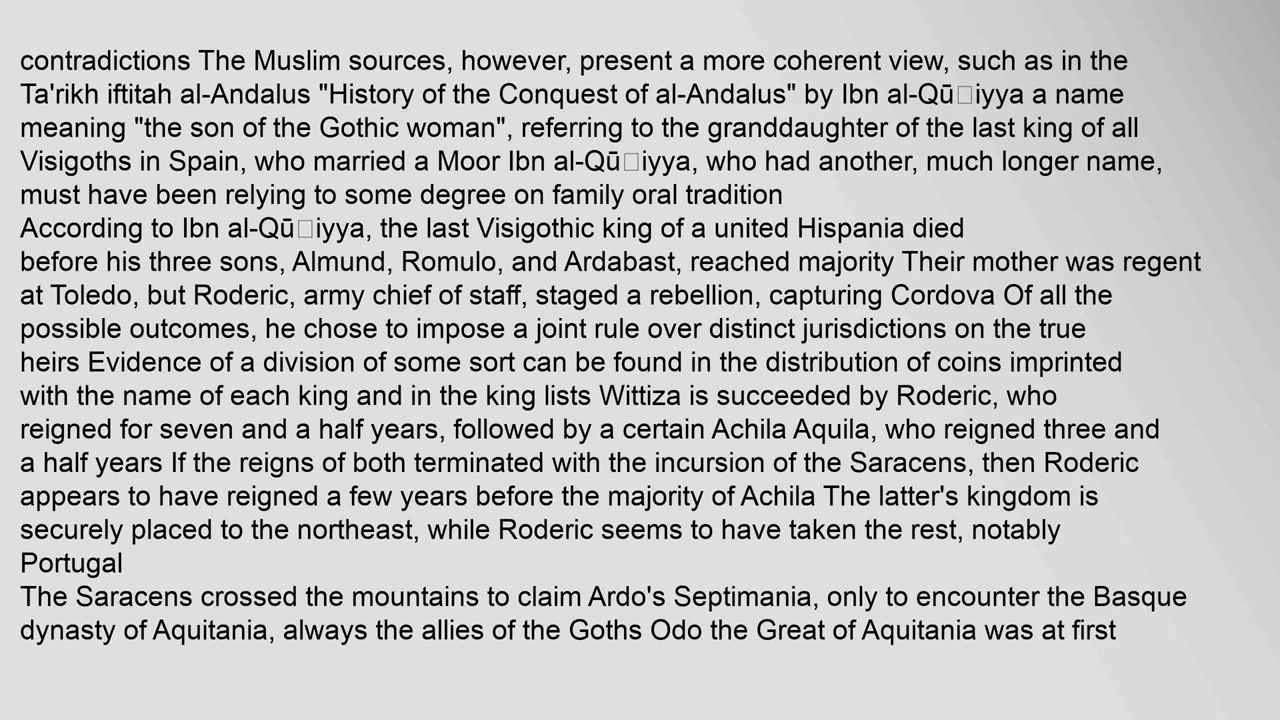 contradictions The Muslim sources, however, present a more coherent view, such as in the
Ta'rikh iftitah al-Andalus "History of the Conquest of al-Andalus" by Ibn al-Qū□iyya a name
meaning "the son of the Gothic woman", referring to the granddaughter of the last king of all
Visigoths in Spain, who married a Moor Ibn al-Qū□iyya, who had another, much longer name,
must have been relying to some degree on family oral tradition
According to Ibn al-Qū□iyya, the last Visigothic king of a united Hispania died
before his three sons, Almund, Romulo, and Ardabast, reached majority Their mother was regent
at Toledo, but Roderic, army chief of staff, staged a rebellion, capturing Cordova Of all the
possible outcomes, he chose to impose a joint rule over distinct jurisdictions on the true
heirs Evidence of a division of some sort can be found in the distribution of coins imprinted
with the name of each king and in the king lists Wittiza is succeeded by Roderic, who
reigned for seven and a half years, followed by a certain Achila Aquila, who reigned three and
a half years If the reigns of both terminated with the incursion of the Saracens, then Roderic
appears to have reigned a few years before the majority of Achila The latter's kingdom is
securely placed to the northeast, while Roderic seems to have taken the rest, notably
Portugal
The Saracens crossed the mountains to claim Ardo's Septimania, only to encounter the Basque
dynasty of Aquitania, always the allies of the Goths Odo the Great of Aquitania was at first